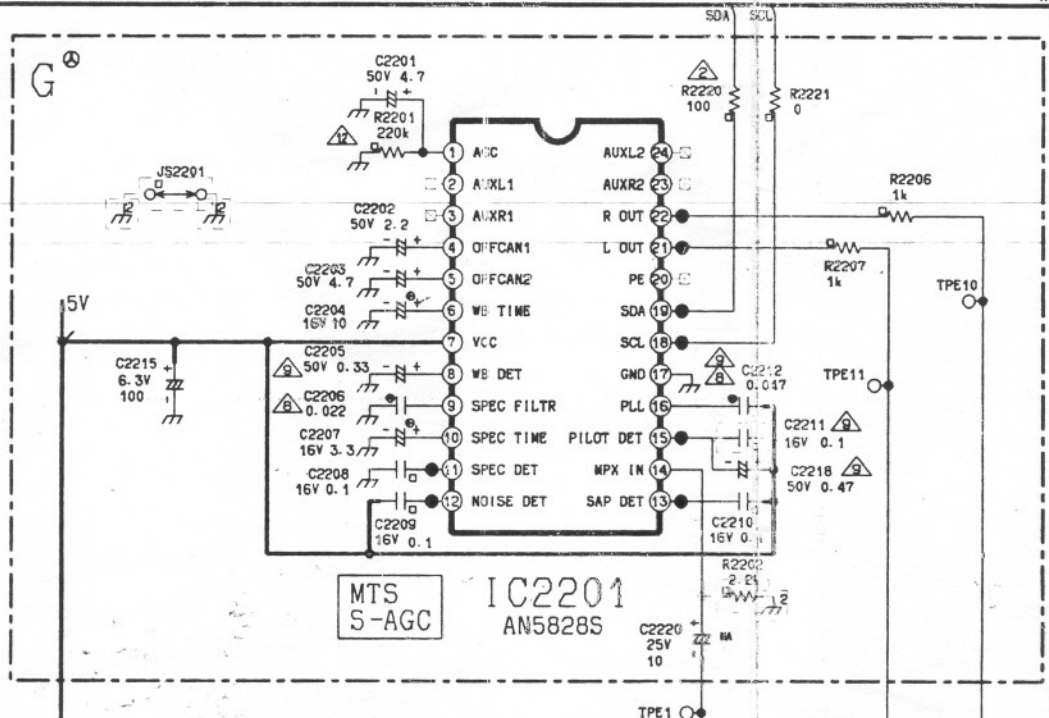 SDA SCL
G
C2201
50V 4.7
R2201
220k
12
2
R2220
100
R2221
0
JS2201
1 AGC
2 AUXL1
3 AUXR1
4 OFFCAN1
5 OFFCAN2
6 WB TIME
7 VCC
8 WB DET
9 SPEC FILTR
10 SPEC TIME
11 SPEC DET
12 NOISE DET
AUXL2 24
AUXR2 23
R OUT 22
L OUT 21
PE 20
SDA 19
SCL 18
GND 17
PLL 16
PILOT DET 15
MPX IN 14
SAP DET 13
C2202
50V 2.2
C2203
50V 4.7
C2204
16V 10
5V
C2215
6.3V
100
9
C2205
50V 0.33
8
C2206
0.022
C2207
16V 3.3
C2208
16V 0.1
C2209
16V 0.1
R2206
1k
R2207
1k
TPE10
TPE11
9
8
C2212
0.047
C2211 9
16V 0.1
C2218 9
50V 0.47
C2210
16V
R2202
C2220
25V
10
MTS
S-AGC
IC2201
AN5828S
TPE1